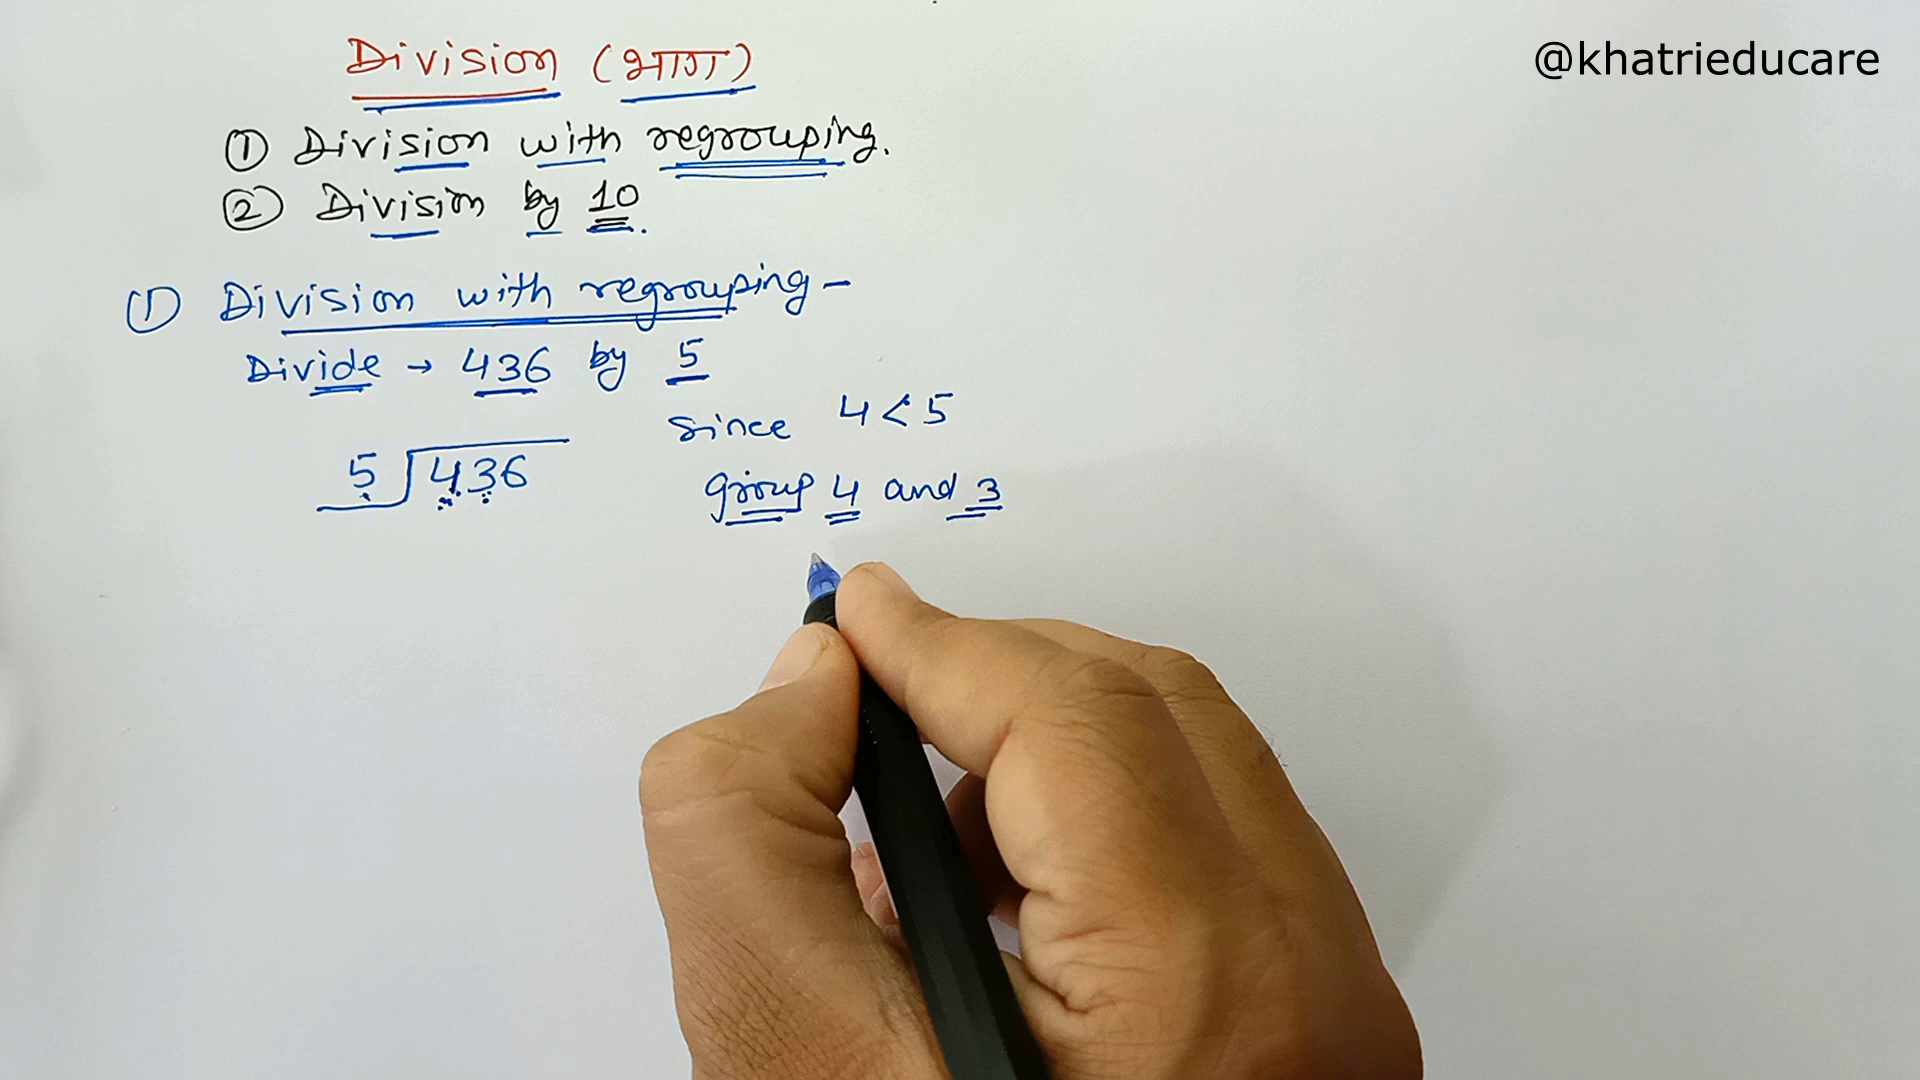 @khatrieducare
Division (भाग)
① Division with regrouping.
② Division by 10.
① Division with regrouping-
Divide → 436 by 5
Since 4 < 5
5 436
group 4 and 3